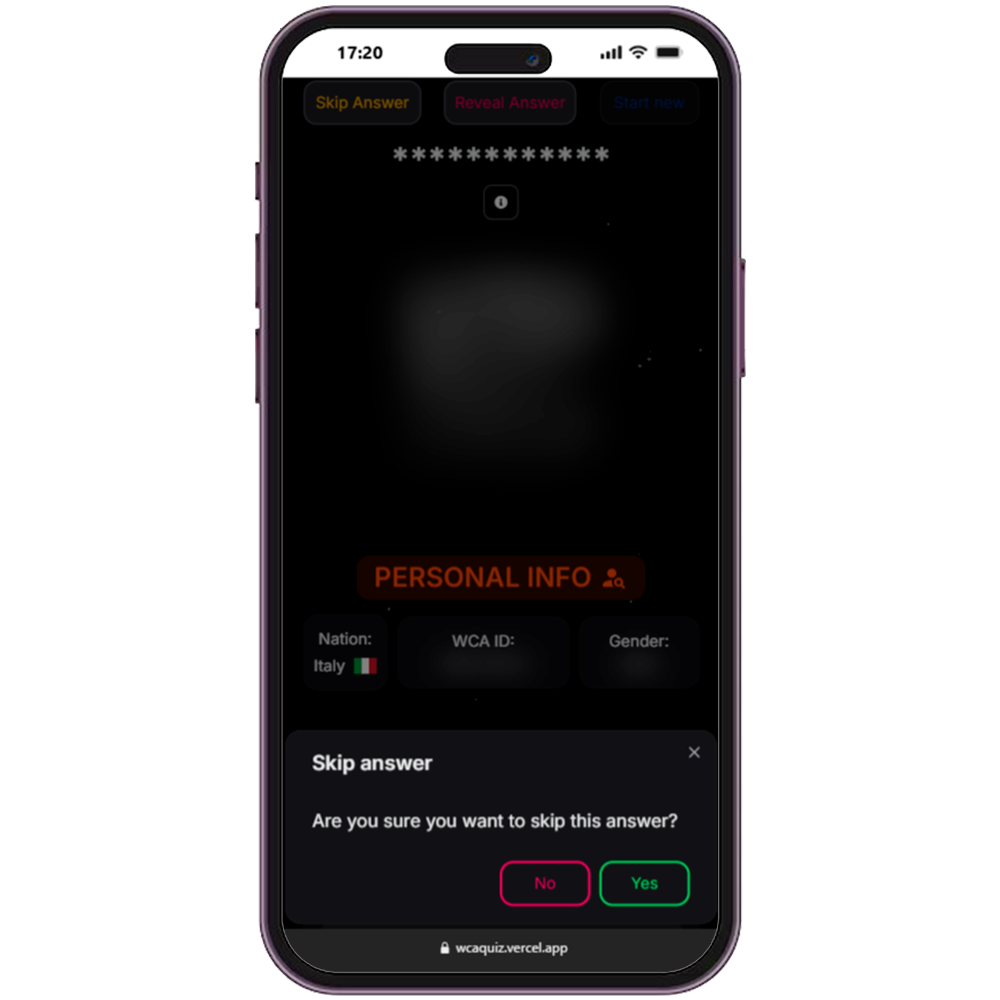 17:20
Skip Answer Reveal Answer Start new
************
PERSONAL INFO
Nation: WCA ID: Gender:
Italy
Skip answer
Are you sure you want to skip this answer?
No Yes
wcaquiz.vercel.app